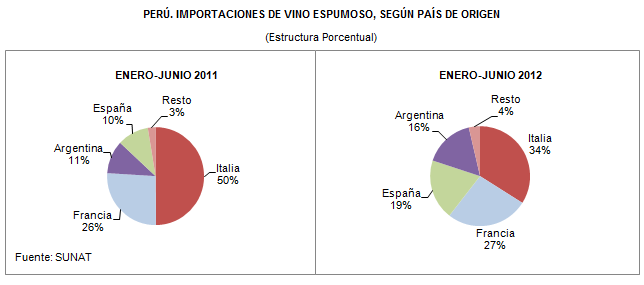 PERÚ. IMPORTACIONES DE VINO ESPUMOSO, SEGÚN PAÍS DE ORIGEN
(Estructura Porcentual)
ENERO-JUNIO 2011
Resto
3%
España
10%
Argentina
11%
Italia
50%
Francia
26%
Fuente: SUNAT
ENERO-JUNIO 2012
Resto
4%
Argentina
16%
Italia
34%
España
19%
Francia
27%